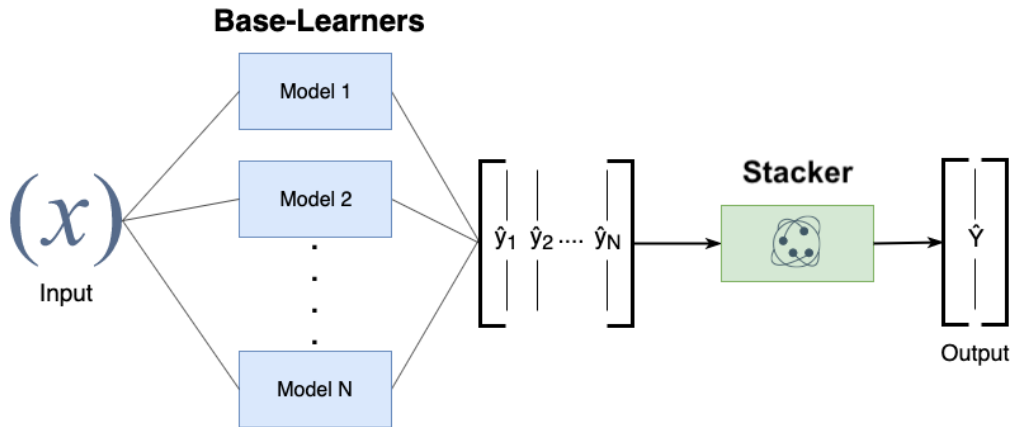 Base-Learners
Model 1
Model 2
Model N
(x)
Input
ŷ1 ŷ2 .... ŷN
Stacker
Ŷ
Output